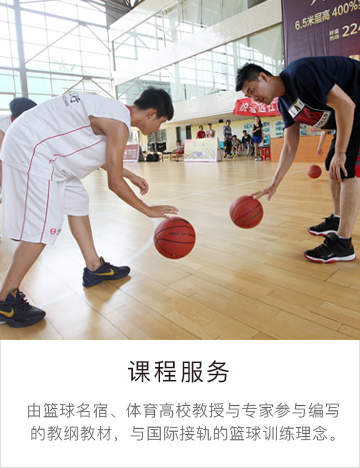 6.5米层高 400%
224
课程服务
由篮球名宿、体育高校教授与专家参与编写
的教纲教材，与国际接轨的篮球训练理念。